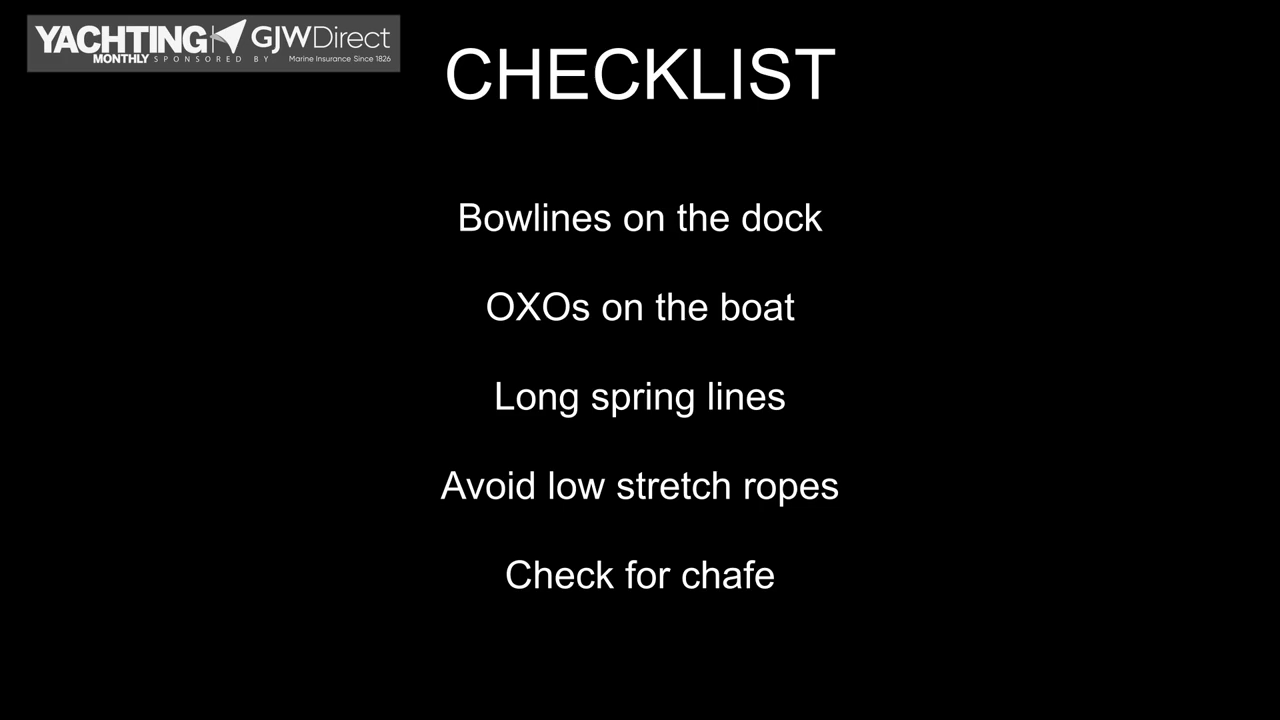 YACHTING GJWDirect
MONTHLY SPONSORED BY Marine Insurance Since 1826
CHECKLIST
Bowlines on the dock
OXOs on the boat
Long spring lines
Avoid low stretch ropes
Check for chafe